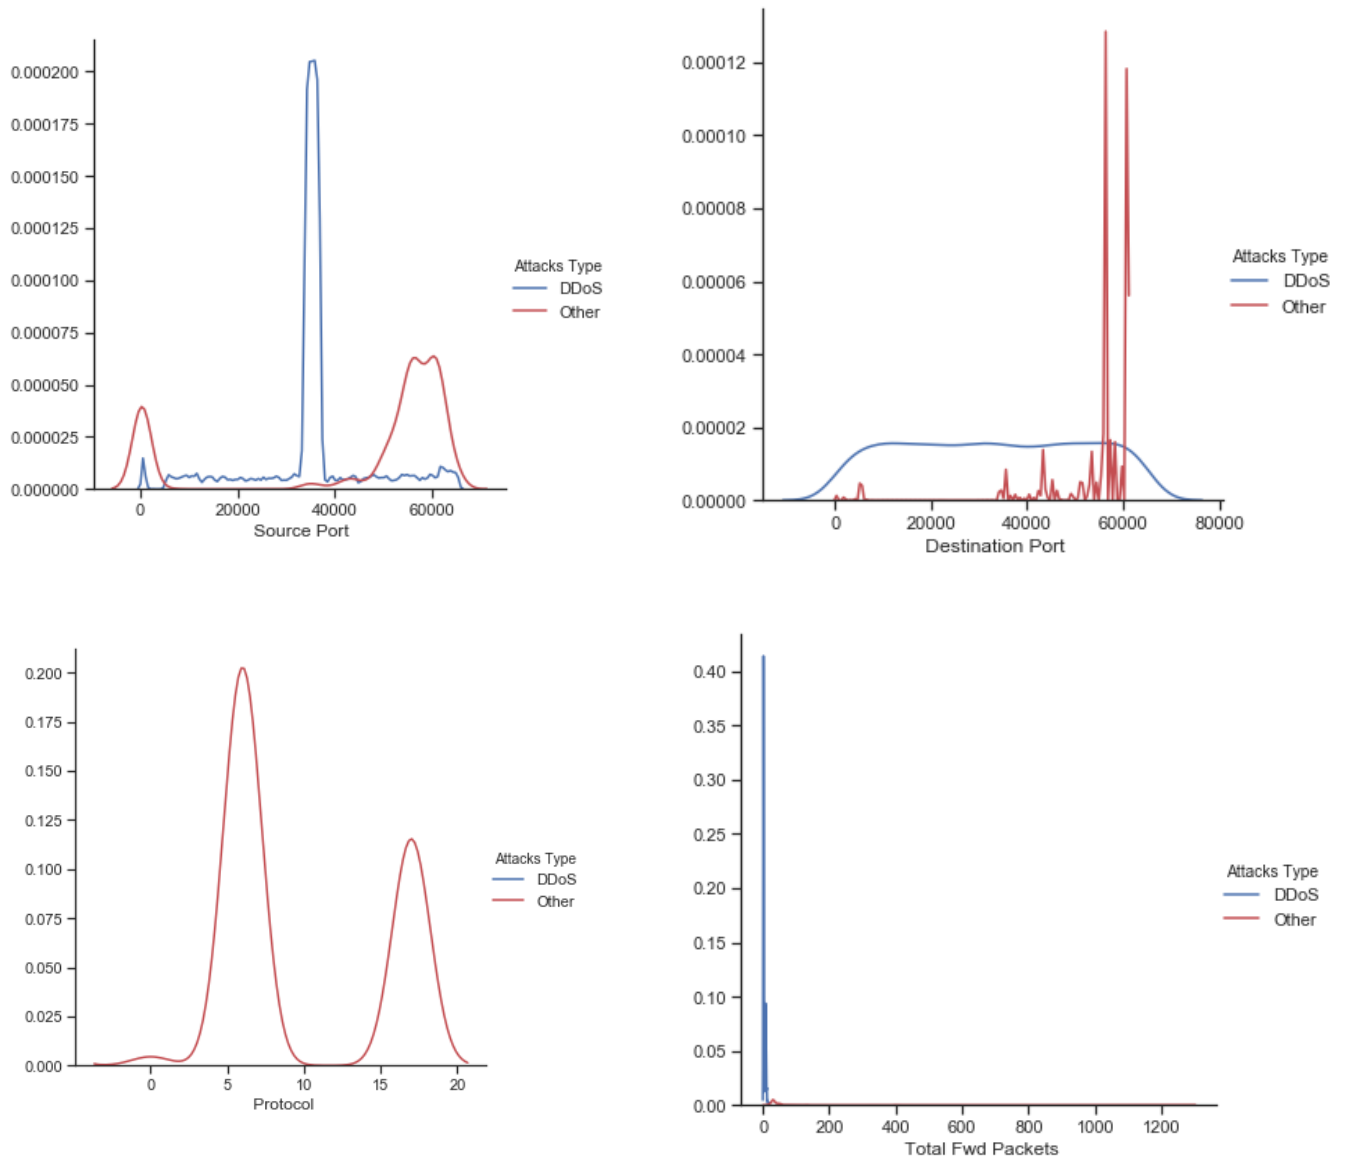 0.000200
0.000175
0.000150
0.000125
0.000100
0.000075
0.000050
0.000025
0.000000
0 20000 40000 60000
Source Port
Attacks Type
DDoS
Other
0.00012
0.00010
0.00008
0.00006
0.00004
0.00002
0.00000
0 20000 40000 60000 80000
Destination Port
Attacks Type
DDoS
Other
0.200
0.175
0.150
0.125
0.100
0.075
0.050
0.025
0.000
0 5 10 15 20
Protocol
Attacks Type
DDoS
Other
0.40
0.35
0.30
0.25
0.20
0.15
0.10
0.05
0.00
0 200 400 600 800 1000 1200
Total Fwd Packets
Attacks Type
DDoS
Other